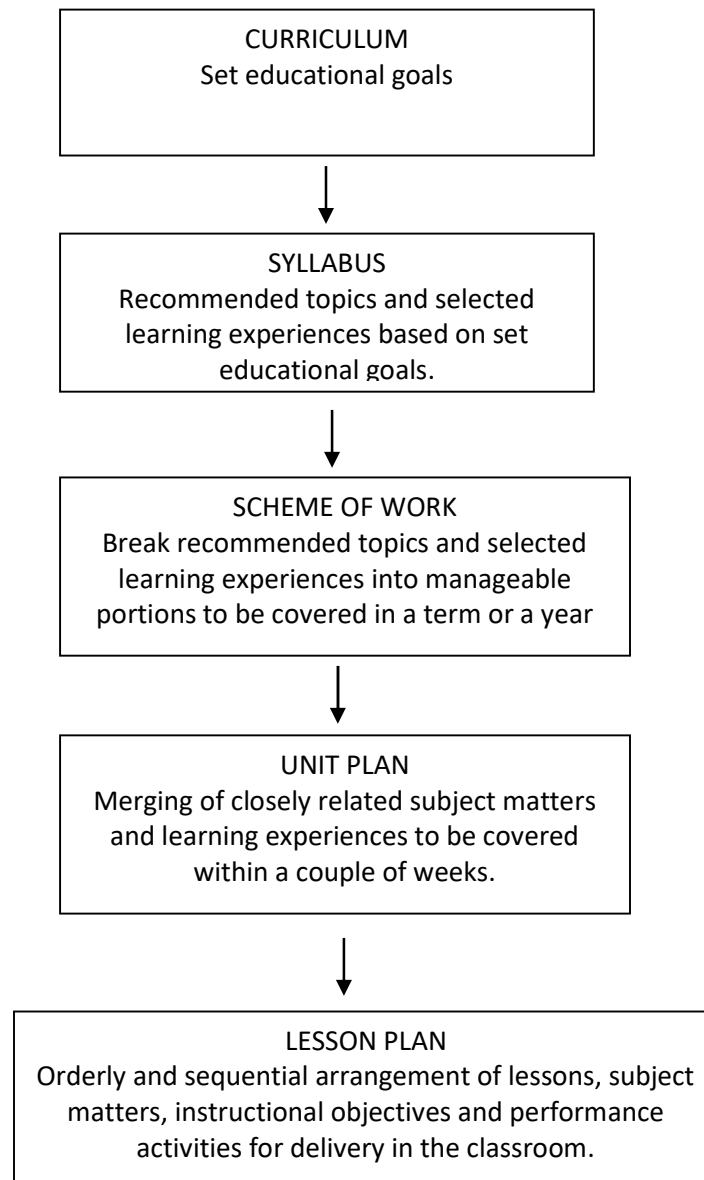 CURRICULUM
Set educational goals
SYLLABUS
Recommended topics and selected
learning experiences based on set
educational goals.
SCHEME OF WORK
Break recommended topics and selected
learning experiences into manageable
portions to be covered in a term or a year
UNIT PLAN
Merging of closely related subject matters
and learning experiences to be covered
within a couple of weeks.
LESSON PLAN
Orderly and sequential arrangement of lessons, subject
matters, instructional objectives and performance
activities for delivery in the classroom.